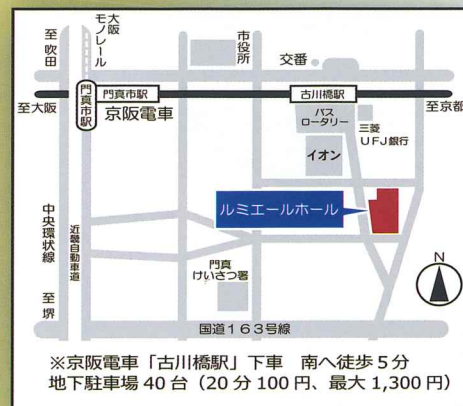 至吹田
大阪
モノレール
市役所
交番
至大阪
門真市駅
門真市駅
京阪電車
古川橋駅
至京都
バス
ロータリー
三菱
UFJ銀行
イオン
ルミエールホール
中央環状線
至堺
近畿自動車道
門真
けいさつ署
N
国道163号線
※京阪電車「古川橋駅」下車 南へ徒歩5分
地下駐車場40台(20分100円、最大1,300円)